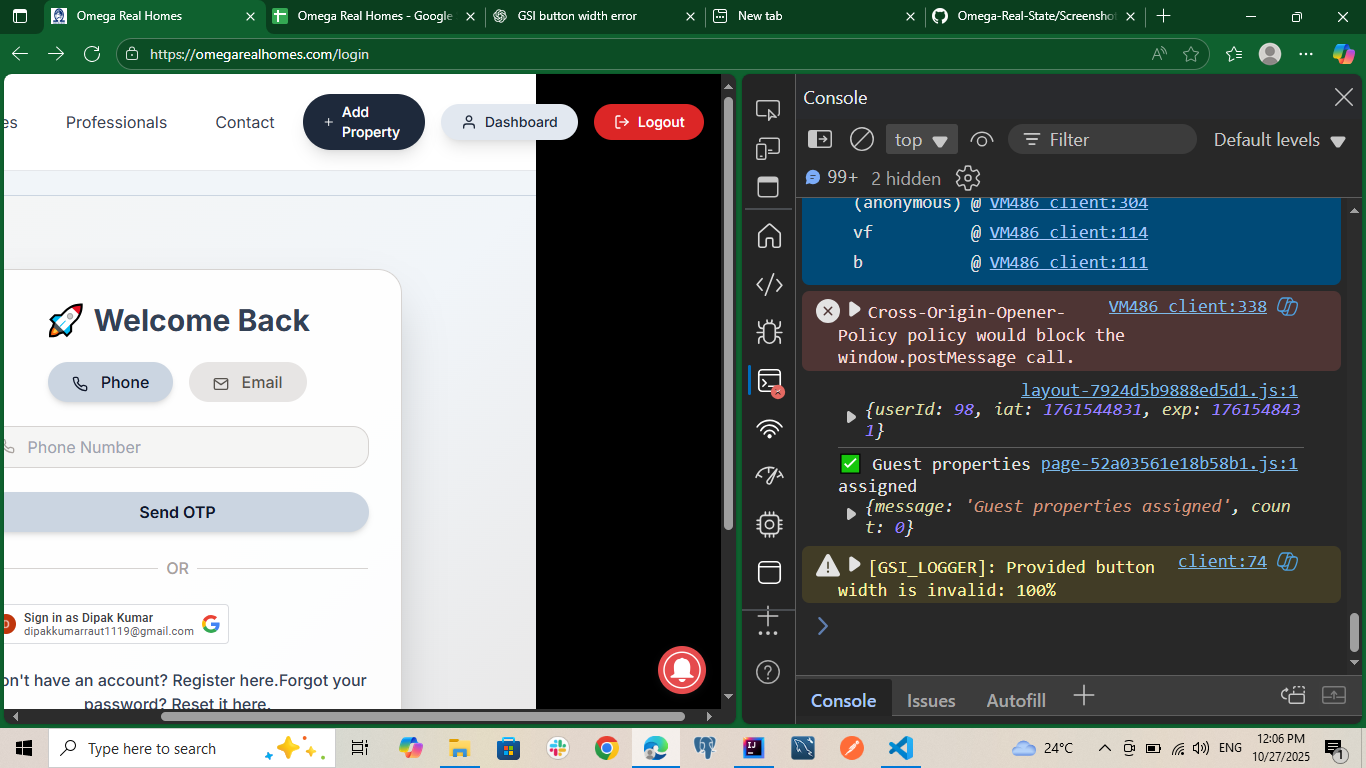 Omega Real Homes
Omega Real Homes - Google
GSI button width error
New tab
Omega-Real-State/Screenshot
https://omegarealhomes.com/login
es
Professionals
Contact
+ Add
Property
Dashboard
Logout
🚀 Welcome Back
Phone
Email
Phone Number
Send OTP
OR
Sign in as Dipak Kumar
dipakkumarraut1119@gmail.com
on't have an account? Register here.Forgot your
password? Reset it here.
Console
top
Filter
Default levels
99+
2 hidden
(anonymous) @ VM486 client:304
vf @ VM486 client:114
b @ VM486 client:111
Cross-Origin-Opener- VM486 client:338
Policy policy would block the
window.postMessage call.
layout-7924d5b9888ed5d1.js:1
{userId: 98, iat: 1761544831, exp: 176154843
1}
✅ Guest properties page-52a03561e18b58b1.js:1
assigned
{message: 'Guest properties assigned', coun
t: 0}
[GSI_LOGGER]: Provided button client:74
width is invalid: 100%
Console
Issues
Autofill
Type here to search
24°C
ENG
12:06 PM
10/27/2025
1